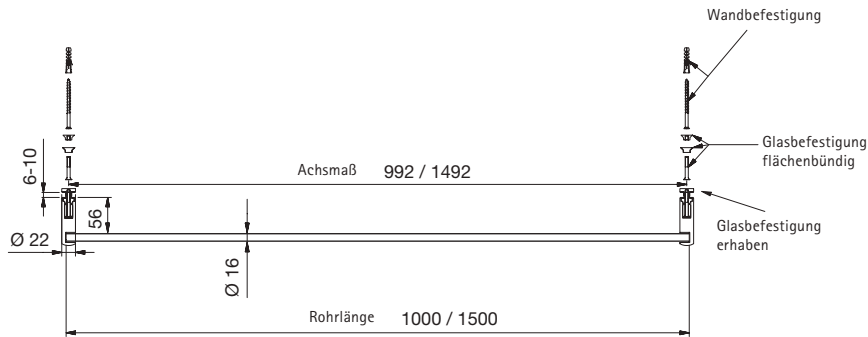 Wandbefestigung
Glasbefestigung
flächenbündig
6-10
Achsmaß 992 / 1492
56
Glasbefestigung
erhaben
Ø 22
Ø 16
Rohrlänge 1000 / 1500